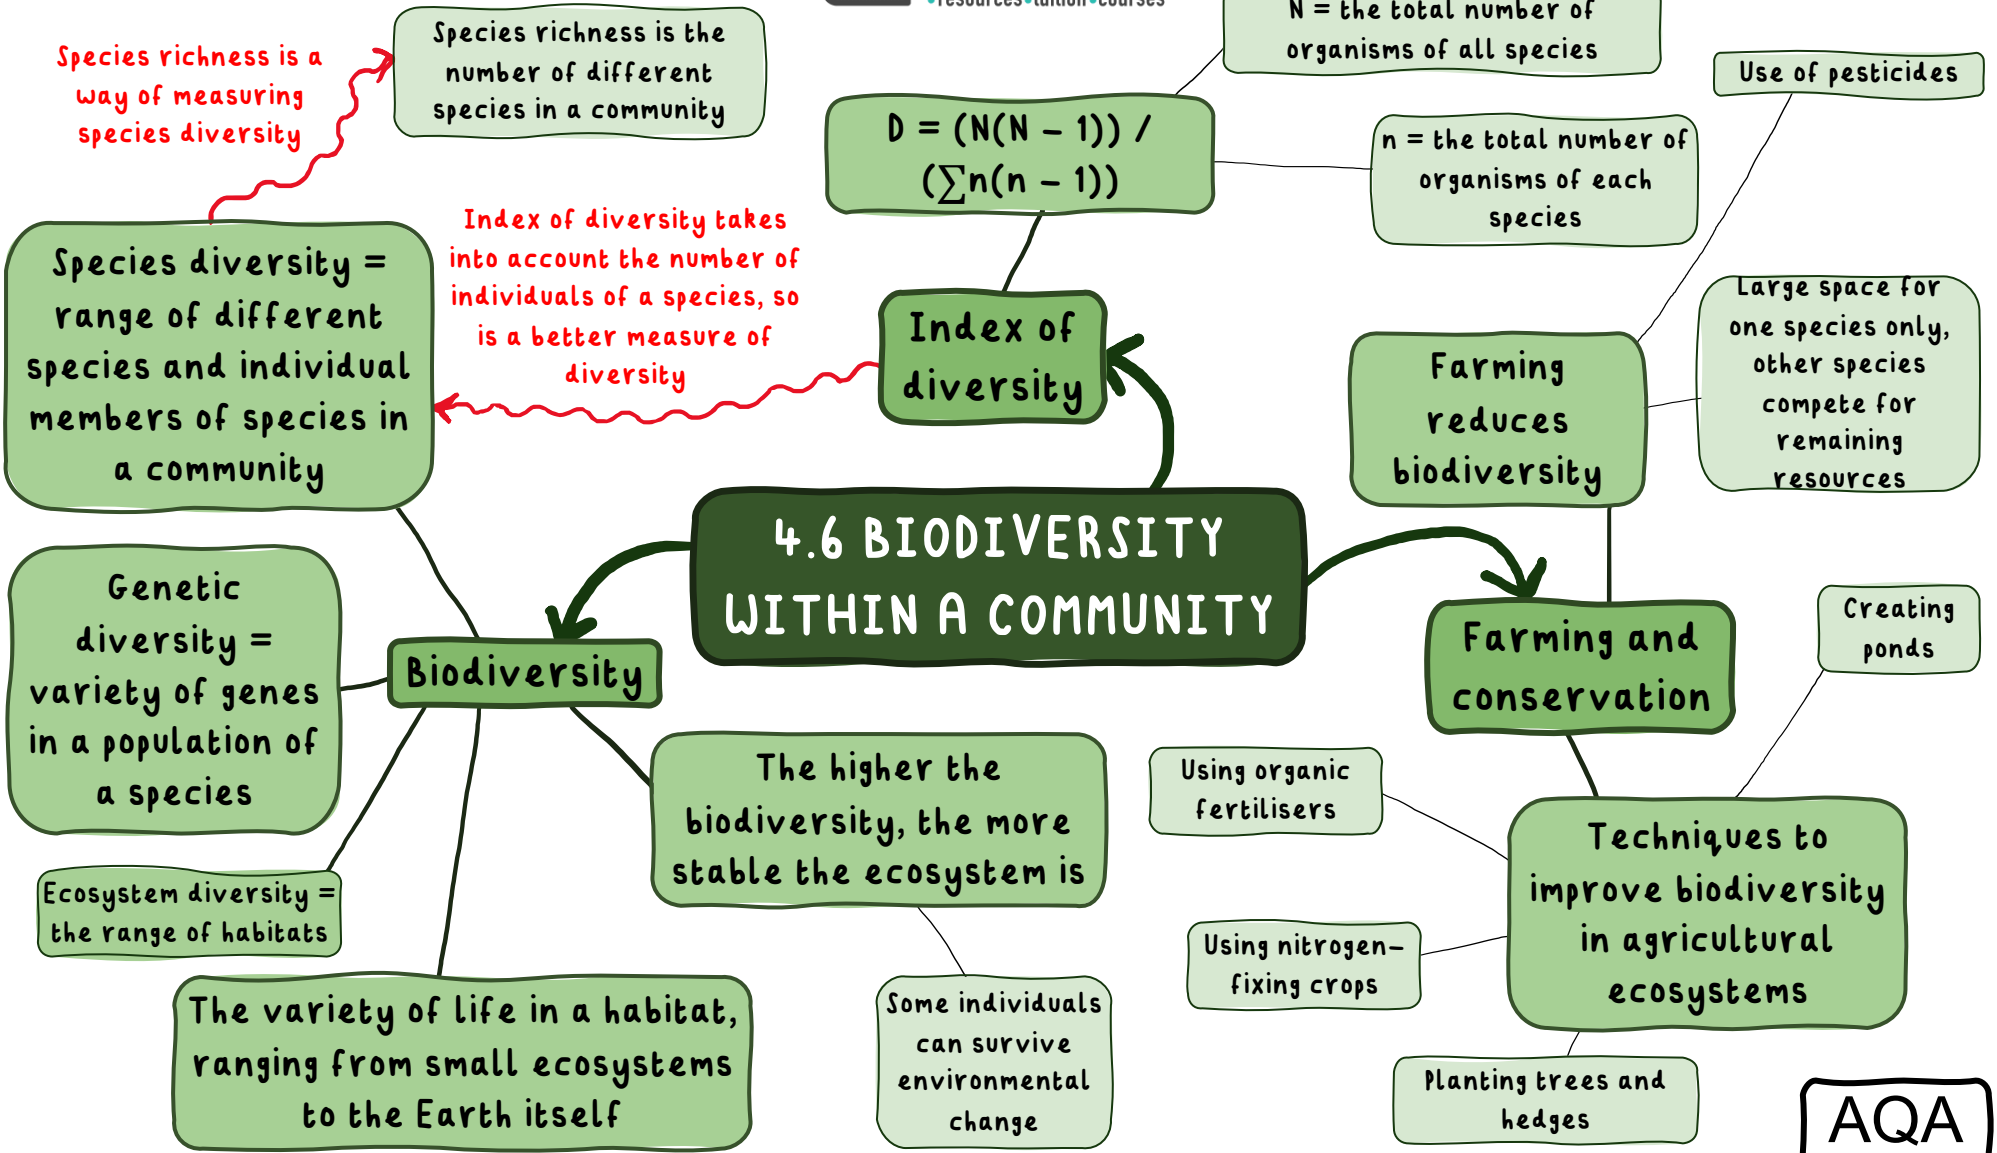 •resources•tuition•courses
Species richness is a
way of measuring
species diversity
Species richness is the
number of different
species in a community
N = the total number of
organisms of all species
D = (N(N – 1)) /
(∑n(n – 1))
n = the total number of
organisms of each
species
Use of pesticides
Species diversity =
range of different
species and individual
members of species in
a community
Index of diversity takes
into account the number of
individuals of a species, so
is a better measure of
diversity
Index of
diversity
Farming
reduces
biodiversity
Large space for
one species only,
other species
compete for
remaining
resources
4.6 BIODIVERSITY
WITHIN A COMMUNITY
Genetic
diversity =
variety of genes
in a population of
a species
Biodiversity
Farming and
conservation
Creating
ponds
The higher the
biodiversity, the more
stable the ecosystem is
Using organic
fertilisers
Techniques to
improve biodiversity
in agricultural
ecosystems
Ecosystem diversity =
the range of habitats
Using nitrogen–
fixing crops
The variety of life in a habitat,
ranging from small ecosystems
to the Earth itself
Some individuals
can survive
environmental
change
Planting trees and
hedges
AQA